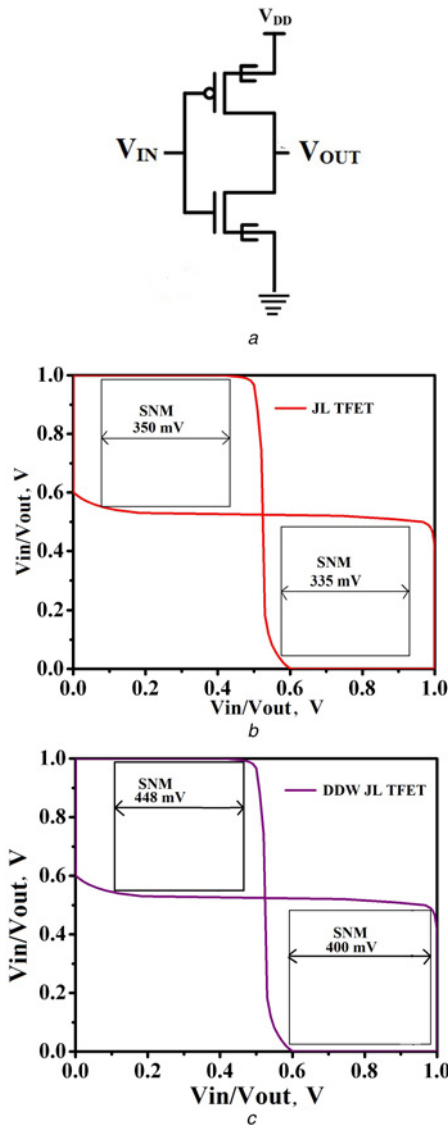 V_DD
V_IN
V_OUT
a
1.0
0.8
0.6
0.4
0.2
0.0
Vin/Vout, V
SNM
350 mV
JL TFET
SNM
335 mV
0.0 0.2 0.4 0.6 0.8 1.0
Vin/Vout, V
b
1.0
0.8
0.6
0.4
0.2
0.0
Vin/Vout, V
SNM
448 mV
DDW JL TFET
SNM
400 mV
0.0 0.2 0.4 0.6 0.8 1.0
Vin/Vout, V
c